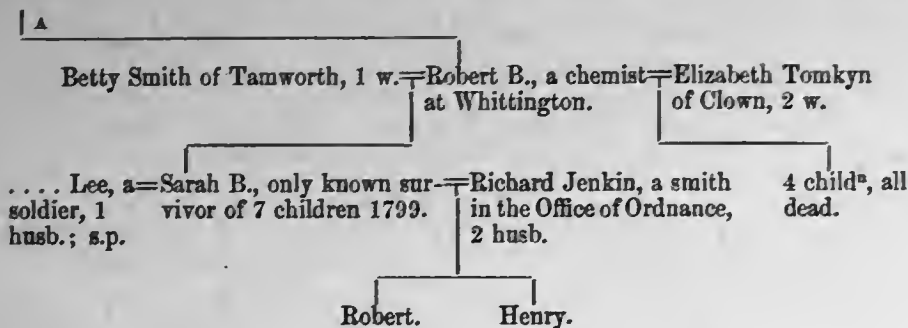 A
Betty Smith of Tamworth, 1 w.=Robert B., a chemist=Elizabeth Tomkyn
at Whittington. of Clown, 2 w.
.... Lee, a=Sarah B., only known sur-=Richard Jenkin, a smith 4 childⁿ, all
soldier, 1 vivor of 7 children 1799. in the Office of Ordnance, dead.
husb.; s.p. 2 husb.
Robert. Henry.